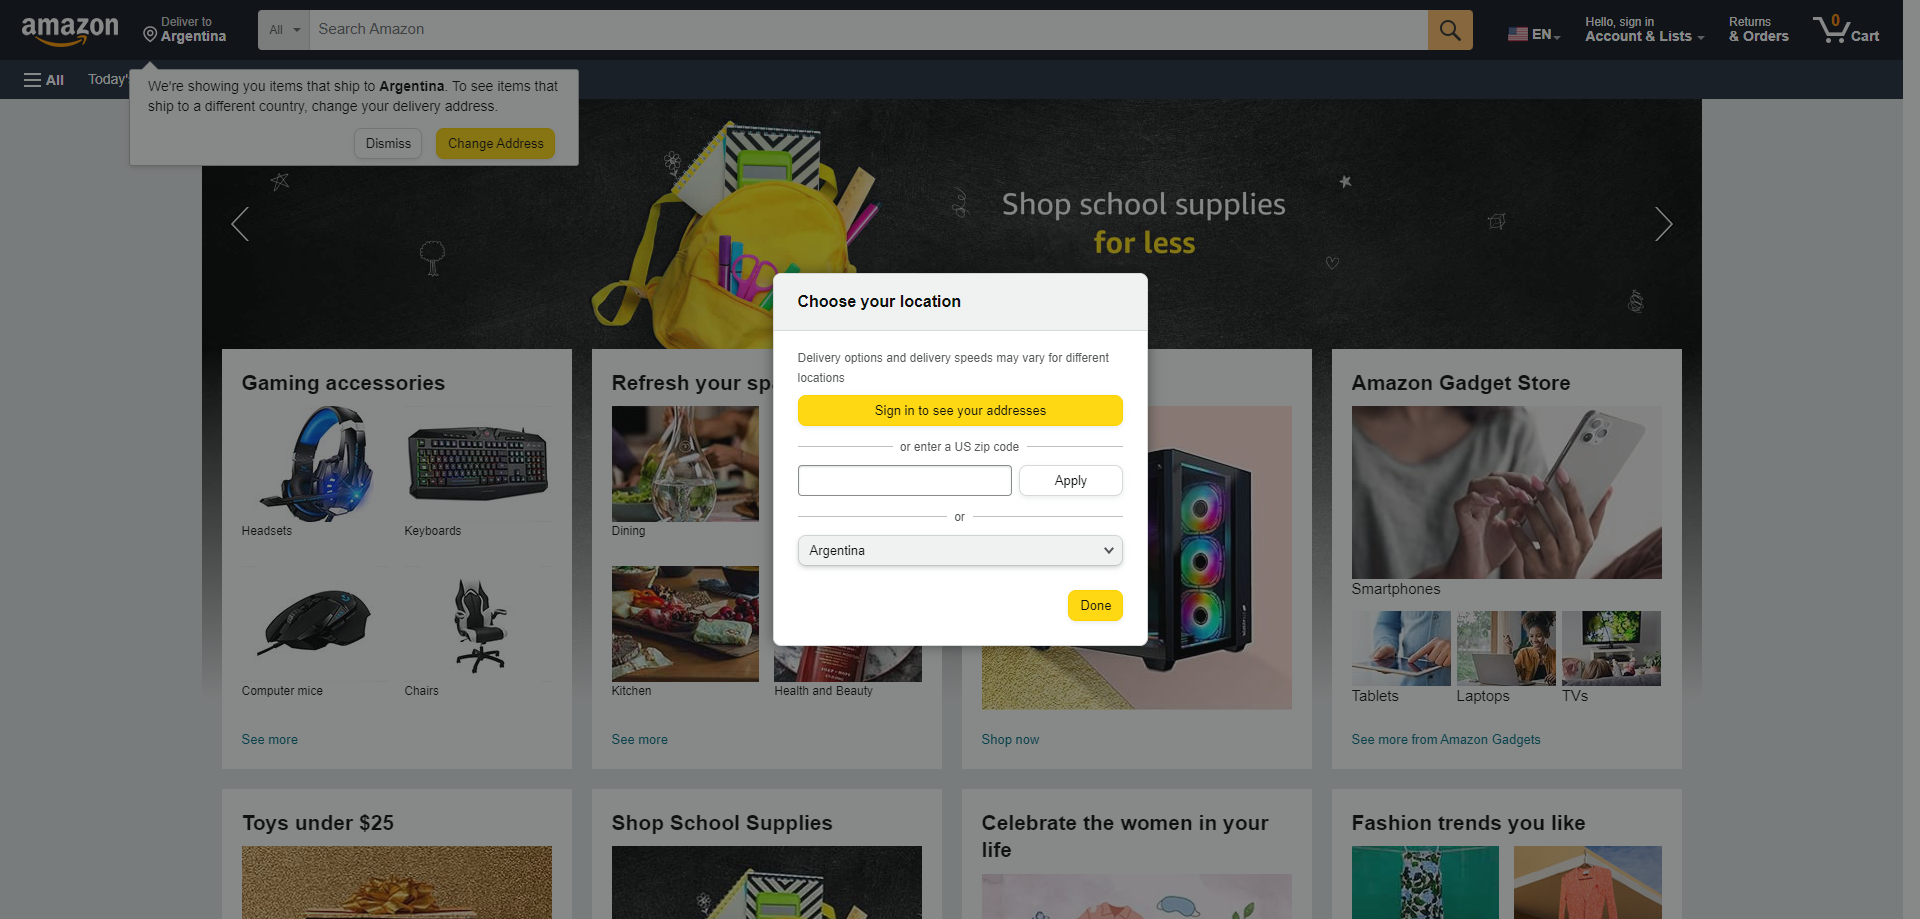 amazon
Deliver to
Argentina
All
Search Amazon
EN
Hello, sign in
Account & Lists
Returns
& Orders
0
Cart
All
Today'
We're showing you items that ship to Argentina. To see items that
ship to a different country, change your delivery address.
Dismiss
Change Address
Shop school supplies
for less
Choose your location
Delivery options and delivery speeds may vary for different
locations
Sign in to see your addresses
or enter a US zip code
Apply
or
Argentina
Done
Gaming accessories
Headsets
Keyboards
Computer mice
Chairs
See more
Refresh your sp
Dining
Kitchen
Health and Beauty
See more
Shop now
Amazon Gadget Store
Smartphones
Tablets
Laptops
TVs
See more from Amazon Gadgets
Toys under $25
Shop School Supplies
Celebrate the women in your
life
Fashion trends you like